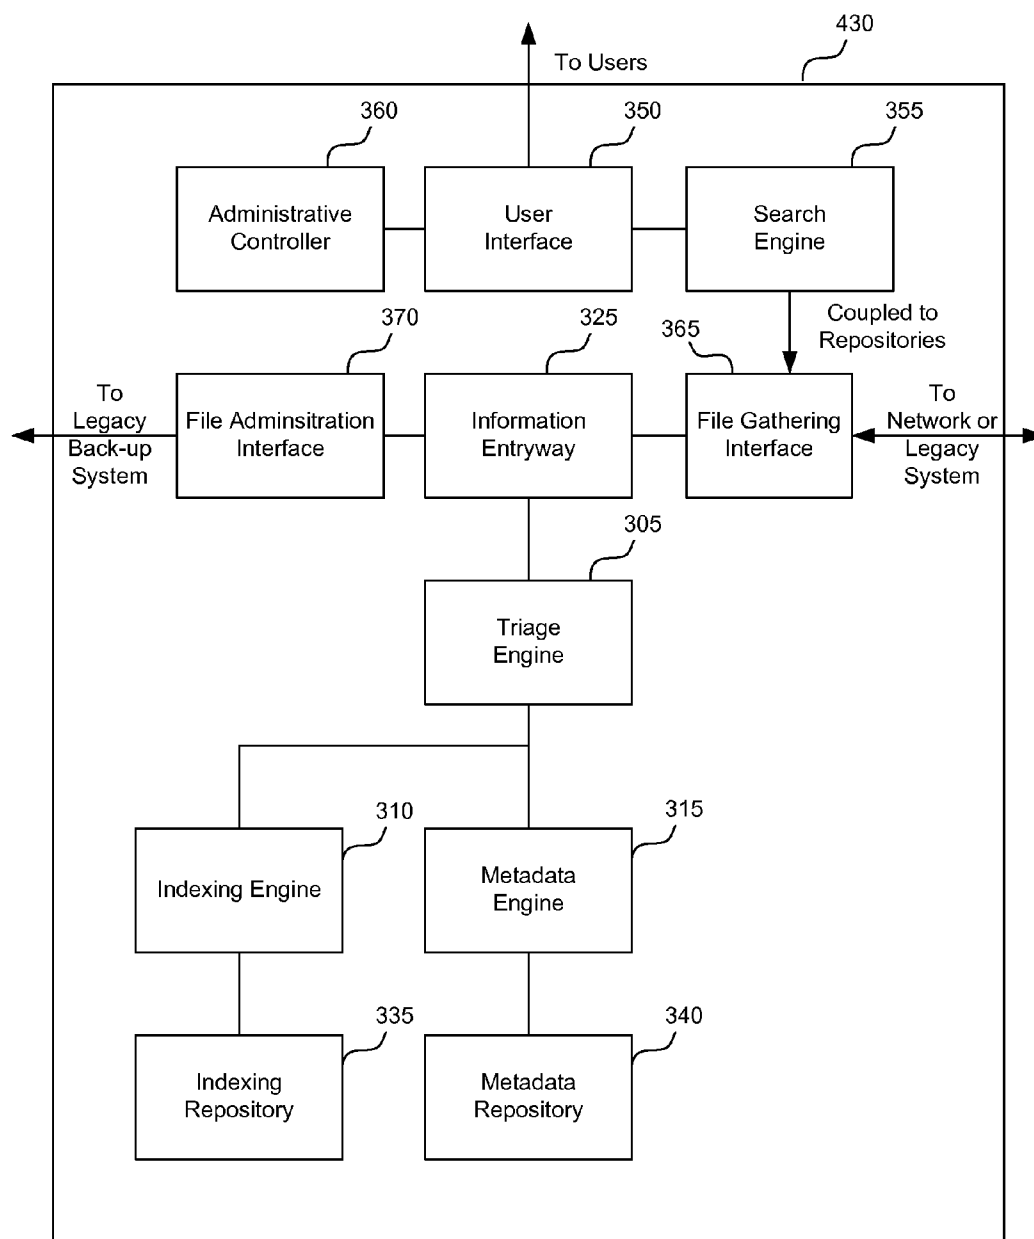 430
To Users
360
350
355
Administrative
Controller
User
Interface
Search
Engine
370
325
365
Coupled to
Repositories
To
Legacy
Back-up
System
File Adminsitration
Interface
Information
Entryway
File Gathering
Interface
To
Network or
Legacy
System
305
Triage
Engine
310
315
Indexing Engine
Metadata
Engine
335
340
Indexing
Repository
Metadata
Repository